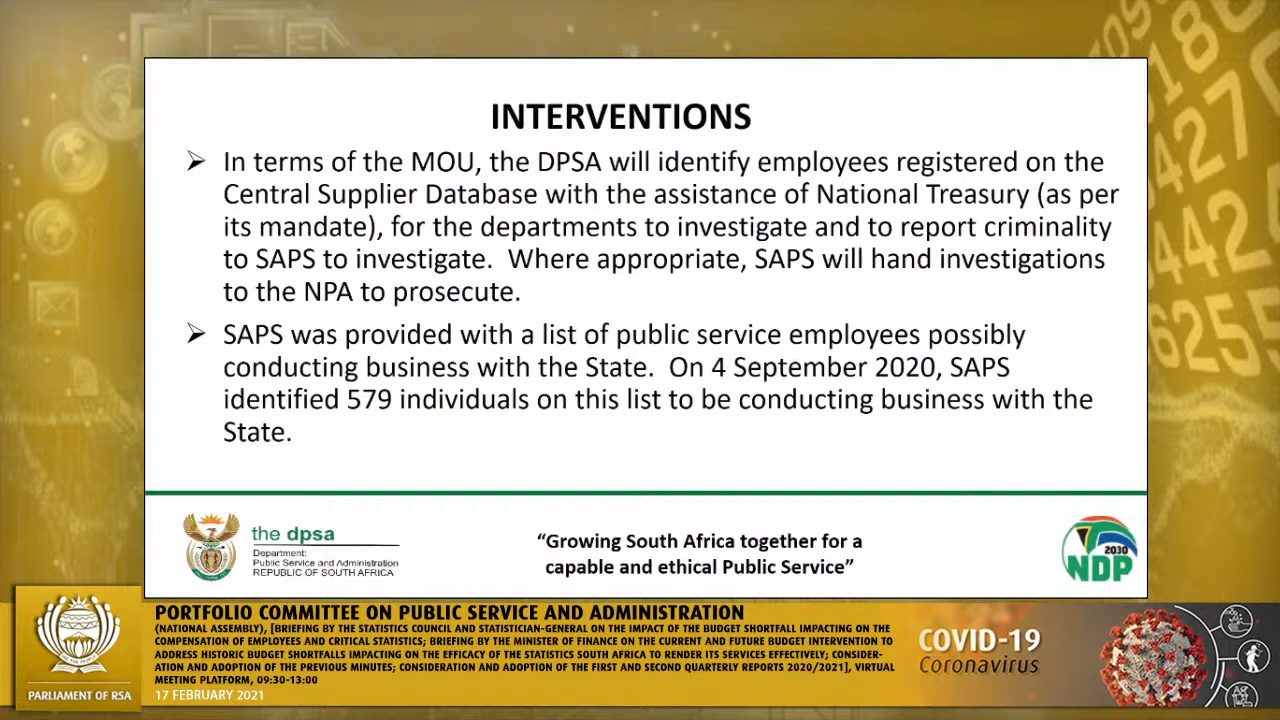 INTERVENTIONS
➢ In terms of the MOU, the DPSA will identify employees registered on the
Central Supplier Database with the assistance of National Treasury (as per
its mandate), for the departments to investigate and to report criminality
to SAPS to investigate.  Where appropriate, SAPS will hand investigations
to the NPA to prosecute.
➢ SAPS was provided with a list of public service employees possibly
conducting business with the State.  On 4 September 2020, SAPS
identified 579 individuals on this list to be conducting business with the
State.
the dpsa
Department:
Public Service and Administration
REPUBLIC OF SOUTH AFRICA
“Growing South Africa together for a
capable and ethical Public Service”
2030
NDP
PARLIAMENT OF RSA
PORTFOLIO COMMITTEE ON PUBLIC SERVICE AND ADMINISTRATION
(NATIONAL ASSEMBLY), [BRIEFING BY THE STATISTICS COUNCIL AND STATISTICIAN-GENERAL ON THE IMPACT OF THE BUDGET SHORTFALL IMPACTING ON THE
COMPENSATION OF EMPLOYEES AND CRITICAL STATISTICS; BRIEFING BY THE MINISTER OF FINANCE ON THE CURRENT AND FUTURE BUDGET INTERVENTION TO
ADDRESS HISTORIC BUDGET SHORTFALLS IMPACTING ON THE EFFICACY OF THE STATISTICS SOUTH AFRICA TO RENDER ITS SERVICES EFFECTIVELY; CONSIDER-
ATION AND ADOPTION OF THE PREVIOUS MINUTES; CONSIDERATION AND ADOPTION OF THE FIRST AND SECOND QUARTERLY REPORTS 2020/2021], VIRTUAL
MEETING PLATFORM, 09:30-13:00
17 FEBRUARY 2021
COVID-19
Coronavirus